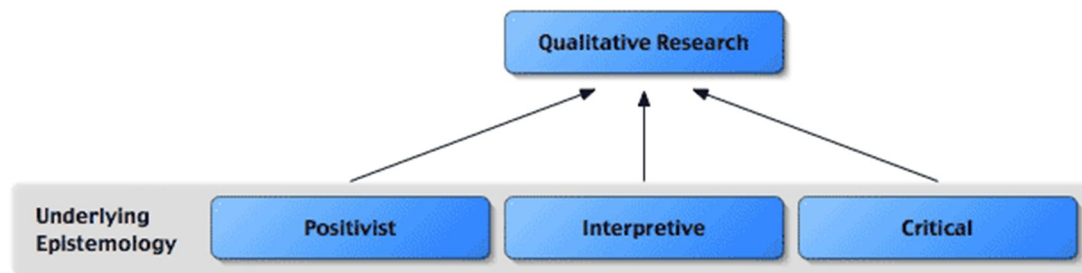 Qualitative Research
Underlying
Epistemology
Positivist
Interpretive
Critical